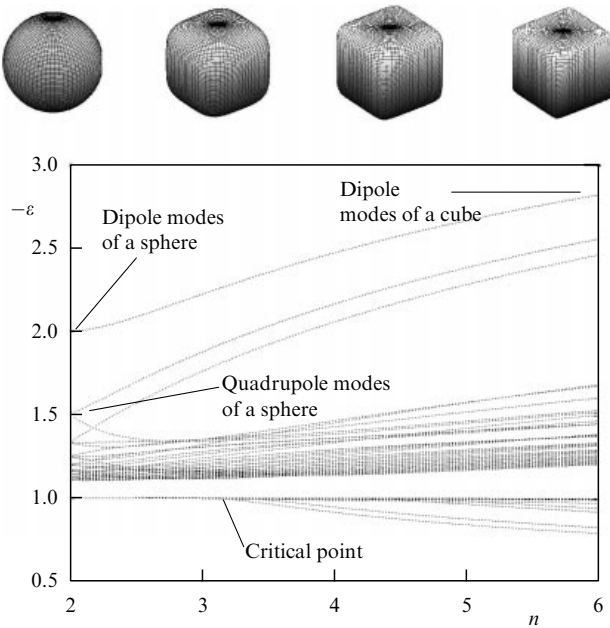 3.0
−ε
Dipole modes
of a sphere
Dipole
modes of a cube
2.5
2.0
Quadrupole modes
of a sphere
1.5
1.0
Critical point
0.5
2
3
4
5
6
n